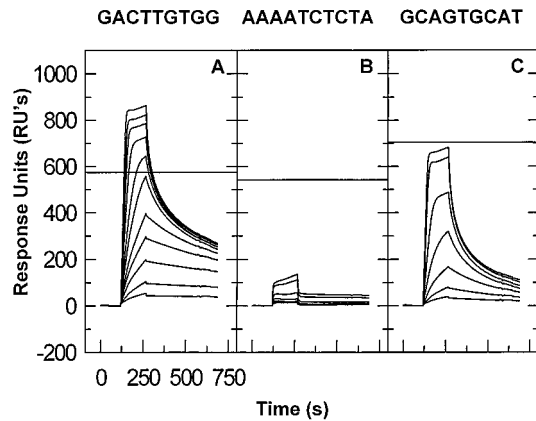 GACTTGTGG AAAATCTCTA GCAGTGCAT
A B C
Response Units (RU's)
1000
800
600
400
200
0
-200
0 250 500 750
Time (s)